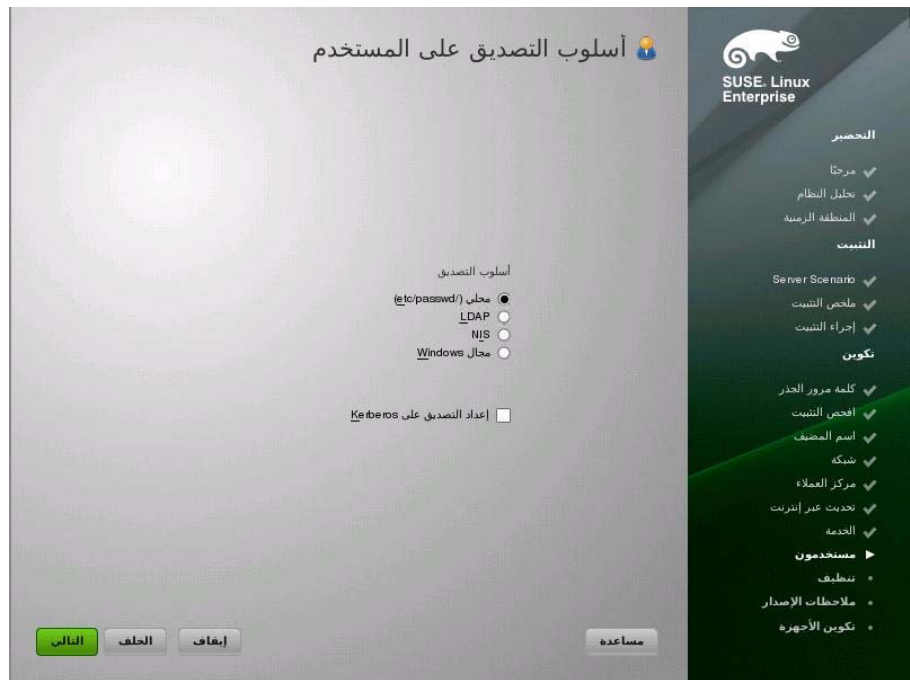 أسلوب التصديق على المستخدم
أسلوب التصديق
محلي (/etc/passwd)
LDAP
NIS
مجال Windows
إعداد التصديق على Kerberos
مساعدة
إيقاف
الخلف
التالي
SUSE. Linux
Enterprise
التحضير
مرحبًا
تحليل النظام
المنطقة الزمنية
التثبيت
Server Scenario
ملخص التثبيت
إجراء التثبيت
تكوين
كلمة مرور الجذر
افحص التثبيت
اسم المضيف
شبكة
مركز العملاء
تحديث عبر إنترنت
الخدمة
مستخدمون
تنظيف
ملاحظات الإصدار
تكوين الأجهزة